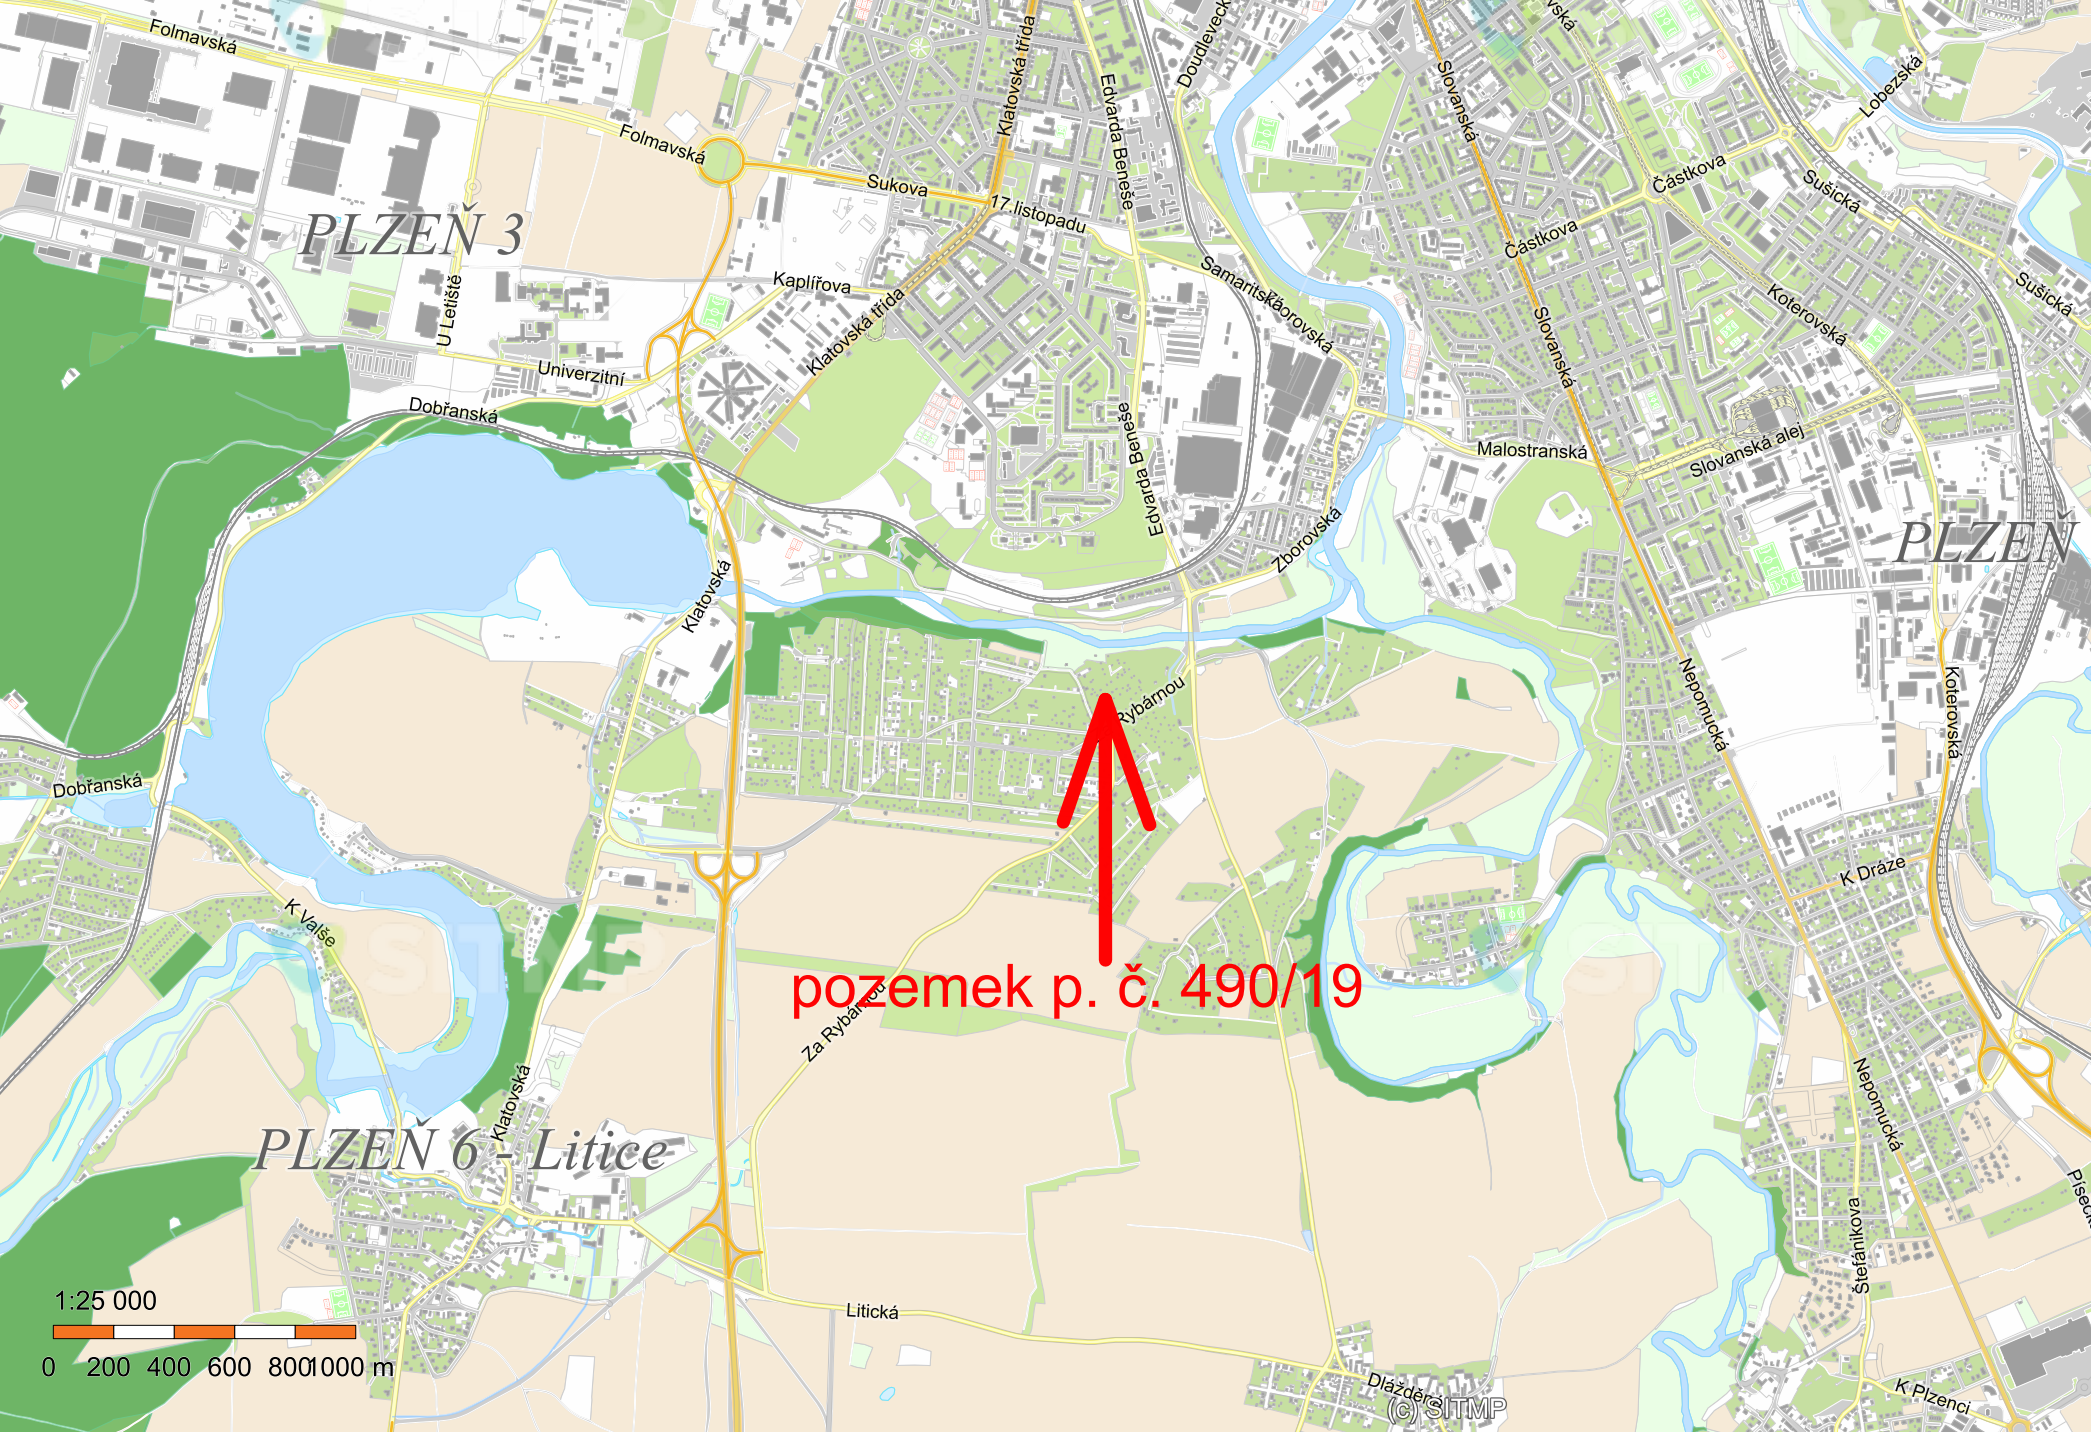 Folmavská
Folmavská
Sukova
17.listopadu
Klatovská třída
Edvarda Beneše
Doudlevecká
Slovanská
Lobezská
Částkova
Sušická
Částkova
PLZEŇ 3
U Letiště
Kaplířova
Klatovská třída
Samaritská
Zborovská
Slovanská
Koterovská
Sušická
Univerzitní
Dobřanská
Edvarda Beneše
Malostranská
Slovanská alej
Zborovská
PLZEŇ
Klatovská
Rybárnou
Nepomucká
Koterovská
Dobřanská
K Dráze
K Valše
SITMP
pozemek p. č. 490/19
Za Rybárnou
Klatovská
Nepomucká
PLZEŇ 6 - Litice
Písecká
Štefánikova
1:25 000
Litická
0 200 400 600 800 1000 m
Dlážděná
K Plzenci
(c) SITMP